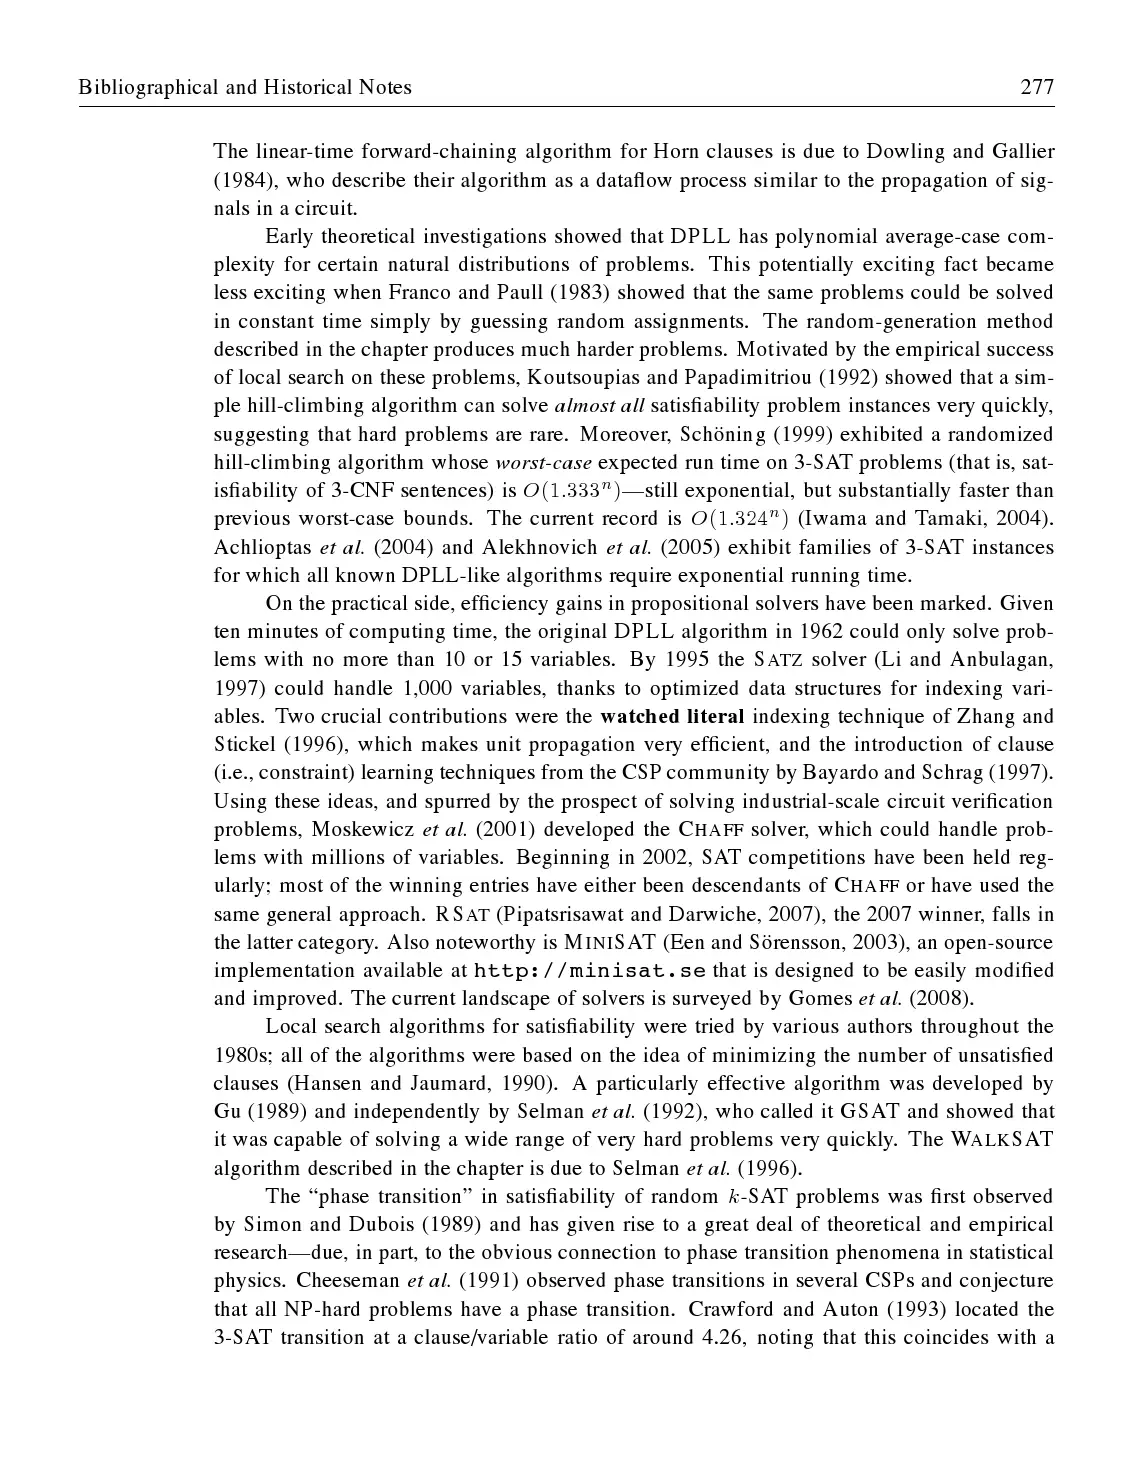 Bibliographical and Historical Notes 277
The linear-time forward-chaining algorithm for Horn clauses is due to Dowling and Gallier
(1984), who describe their algorithm as a dataflow process similar to the propagation of sig-
nals in a circuit.
Early theoretical investigations showed that DPLL has polynomial average-case com-
plexity for certain natural distributions of problems. This potentially exciting fact became
less exciting when Franco and Paull (1983) showed that the same problems could be solved
in constant time simply by guessing random assignments. The random-generation method
described in the chapter produces much harder problems. Motivated by the empirical success
of local search on these problems, Koutsoupias and Papadimitriou (1992) showed that a sim-
ple hill-climbing algorithm can solve almost all satisfiability problem instances very quickly,
suggesting that hard problems are rare. Moreover, Schöning (1999) exhibited a randomized
hill-climbing algorithm whose worst-case expected run time on 3-SAT problems (that is, sat-
isfiability of 3-CNF sentences) is O(1.333ⁿ)—still exponential, but substantially faster than
previous worst-case bounds. The current record is O(1.324ⁿ) (Iwama and Tamaki, 2004).
Achlioptas et al. (2004) and Alekhnovich et al. (2005) exhibit families of 3-SAT instances
for which all known DPLL-like algorithms require exponential running time.
On the practical side, efficiency gains in propositional solvers have been marked. Given
ten minutes of computing time, the original DPLL algorithm in 1962 could only solve prob-
lems with no more than 10 or 15 variables. By 1995 the SATZ solver (Li and Anbulagan,
1997) could handle 1,000 variables, thanks to optimized data structures for indexing vari-
ables. Two crucial contributions were the watched literal indexing technique of Zhang and
Stickel (1996), which makes unit propagation very efficient, and the introduction of clause
(i.e., constraint) learning techniques from the CSP community by Bayardo and Schrag (1997).
Using these ideas, and spurred by the prospect of solving industrial-scale circuit verification
problems, Moskewicz et al. (2001) developed the CHAFF solver, which could handle prob-
lems with millions of variables. Beginning in 2002, SAT competitions have been held reg-
ularly; most of the winning entries have either been descendants of CHAFF or have used the
same general approach. RSAT (Pipatsrisawat and Darwiche, 2007), the 2007 winner, falls in
the latter category. Also noteworthy is MINISAT (Een and Sörensson, 2003), an open-source
implementation available at http://minisat.se that is designed to be easily modified
and improved. The current landscape of solvers is surveyed by Gomes et al. (2008).
Local search algorithms for satisfiability were tried by various authors throughout the
1980s; all of the algorithms were based on the idea of minimizing the number of unsatisfied
clauses (Hansen and Jaumard, 1990). A particularly effective algorithm was developed by
Gu (1989) and independently by Selman et al. (1992), who called it GSAT and showed that
it was capable of solving a wide range of very hard problems very quickly. The WALKSAT
algorithm described in the chapter is due to Selman et al. (1996).
The “phase transition” in satisfiability of random k-SAT problems was first observed
by Simon and Dubois (1989) and has given rise to a great deal of theoretical and empirical
research—due, in part, to the obvious connection to phase transition phenomena in statistical
physics. Cheeseman et al. (1991) observed phase transitions in several CSPs and conjecture
that all NP-hard problems have a phase transition. Crawford and Auton (1993) located the
3-SAT transition at a clause/variable ratio of around 4.26, noting that this coincides with a